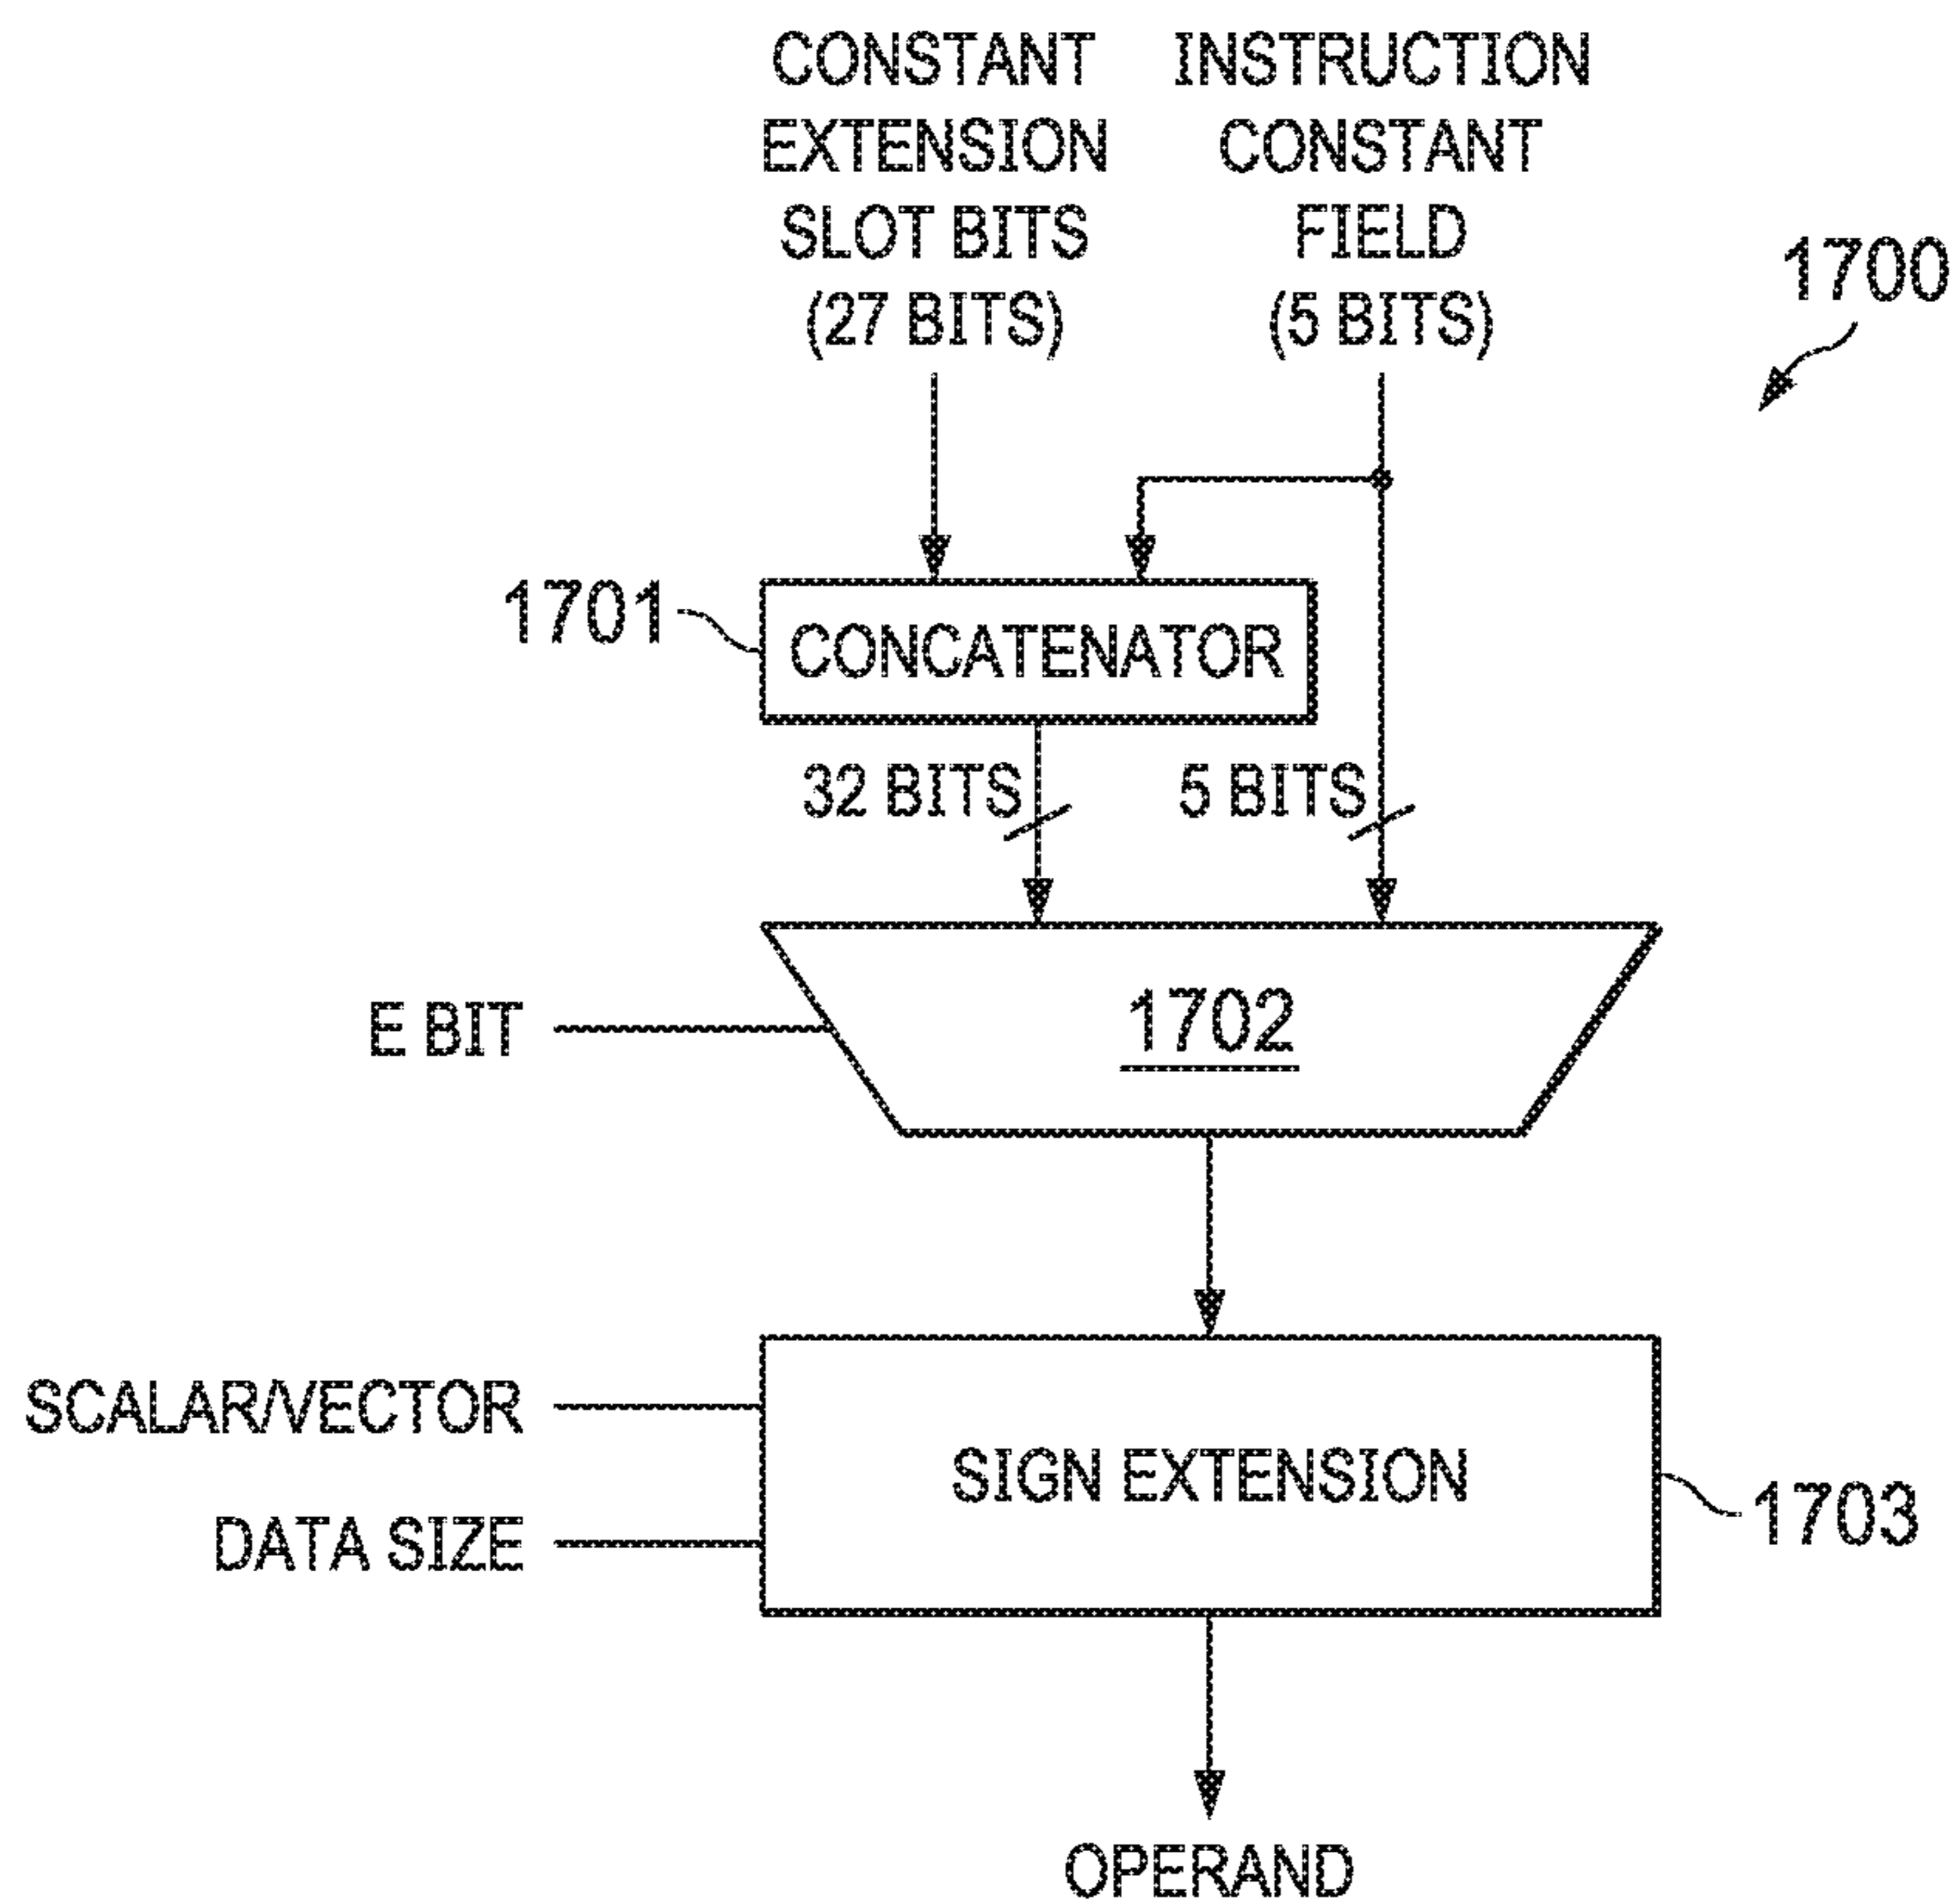 CONSTANT
EXTENSION
SLOT BITS
(27 BITS)
INSTRUCTION
CONSTANT
FIELD
(5 BITS)
1700
1701
CONCATENATOR
32 BITS
5 BITS
E BIT
1702
SCALAR/VECTOR
DATA SIZE
SIGN EXTENSION
1703
OPERAND